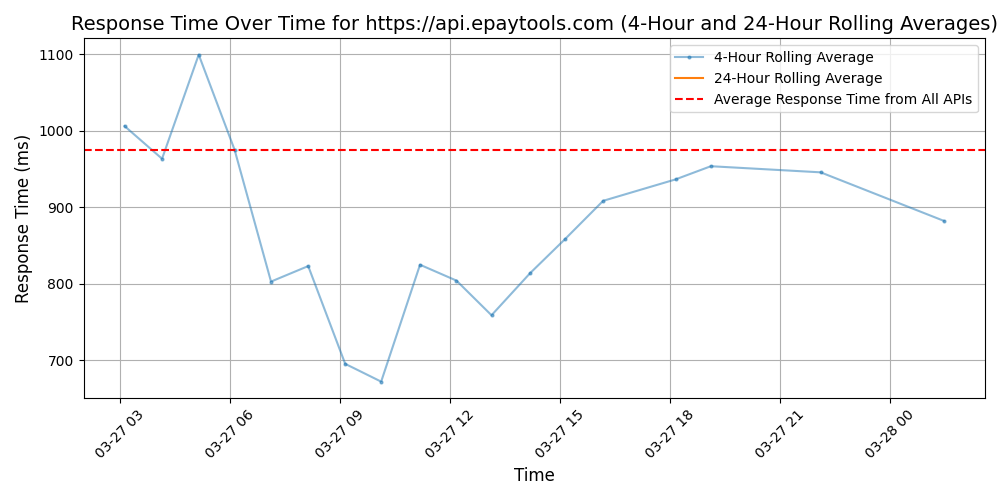 Response Time Over Time for https://api.epaytools.com (4-Hour and 24-Hour Rolling Averages)
4-Hour Rolling Average
24-Hour Rolling Average
Average Response Time from All APIs
Response Time (ms)
1100
1000
900
800
700
03-27 03
03-27 06
03-27 09
03-27 12
03-27 15
03-27 18
03-27 21
03-28 00
Time